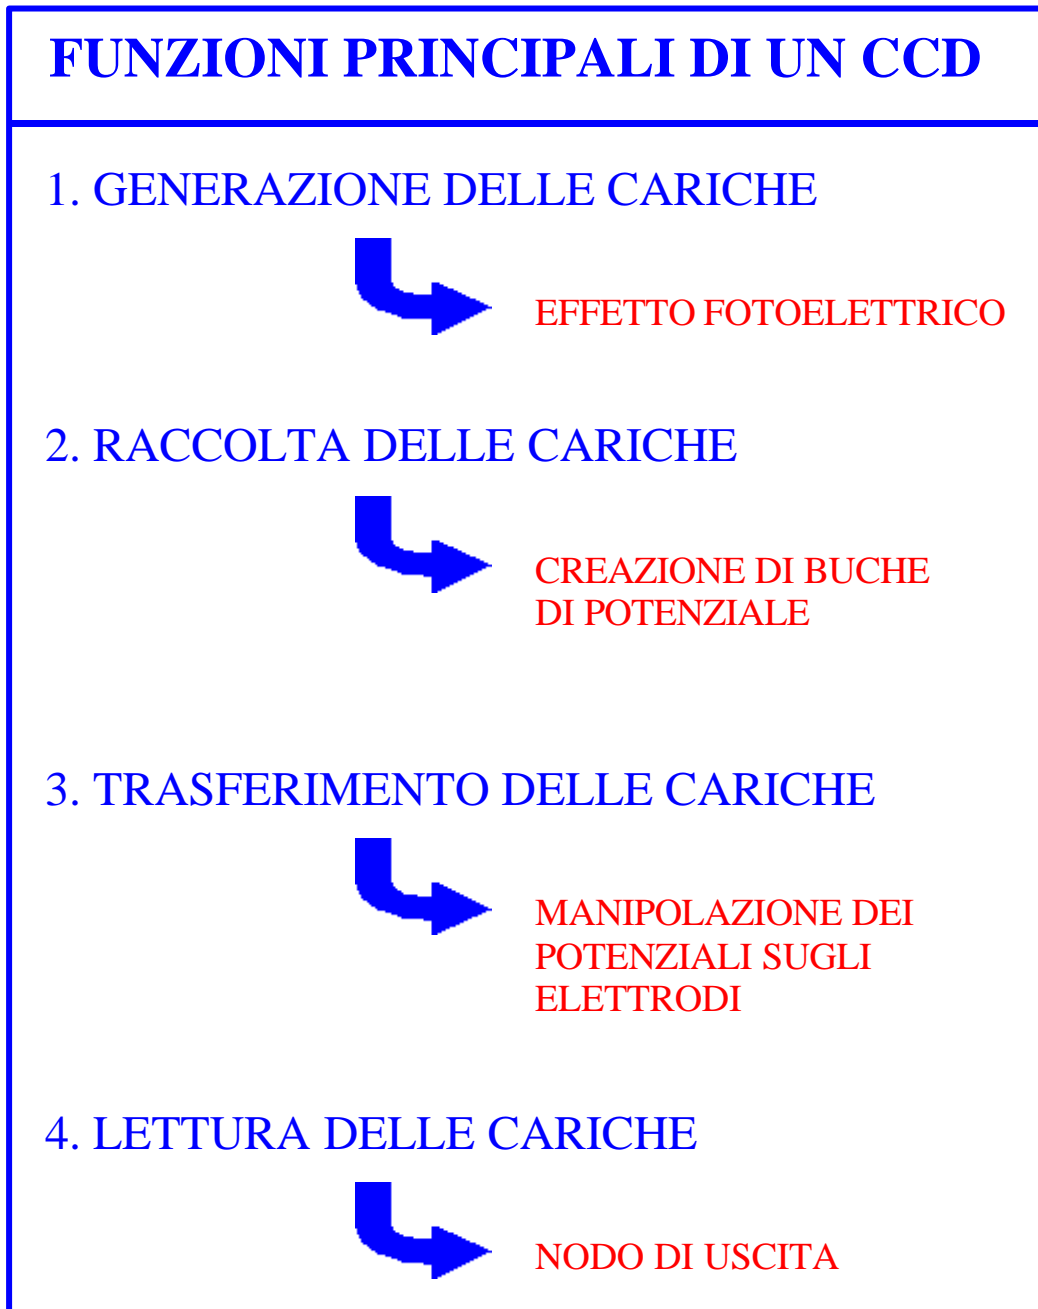 FUNZIONI PRINCIPALI DI UN CCD
1. GENERAZIONE DELLE CARICHE
EFFETTO FOTOELETTRICO
2. RACCOLTA DELLE CARICHE
CREAZIONE DI BUCHE
DI POTENZIALE
3. TRASFERIMENTO DELLE CARICHE
MANIPOLAZIONE DEI
POTENZIALI SUGLI
ELETTRODI
4. LETTURA DELLE CARICHE
NODO DI USCITA